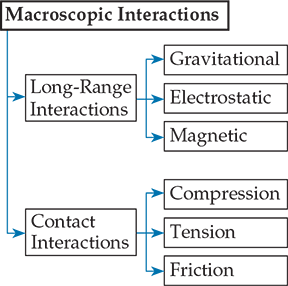 Macroscopic Interactions
Long-Range
Interactions
Gravitational
Electrostatic
Magnetic
Contact
Interactions
Compression
Tension
Friction